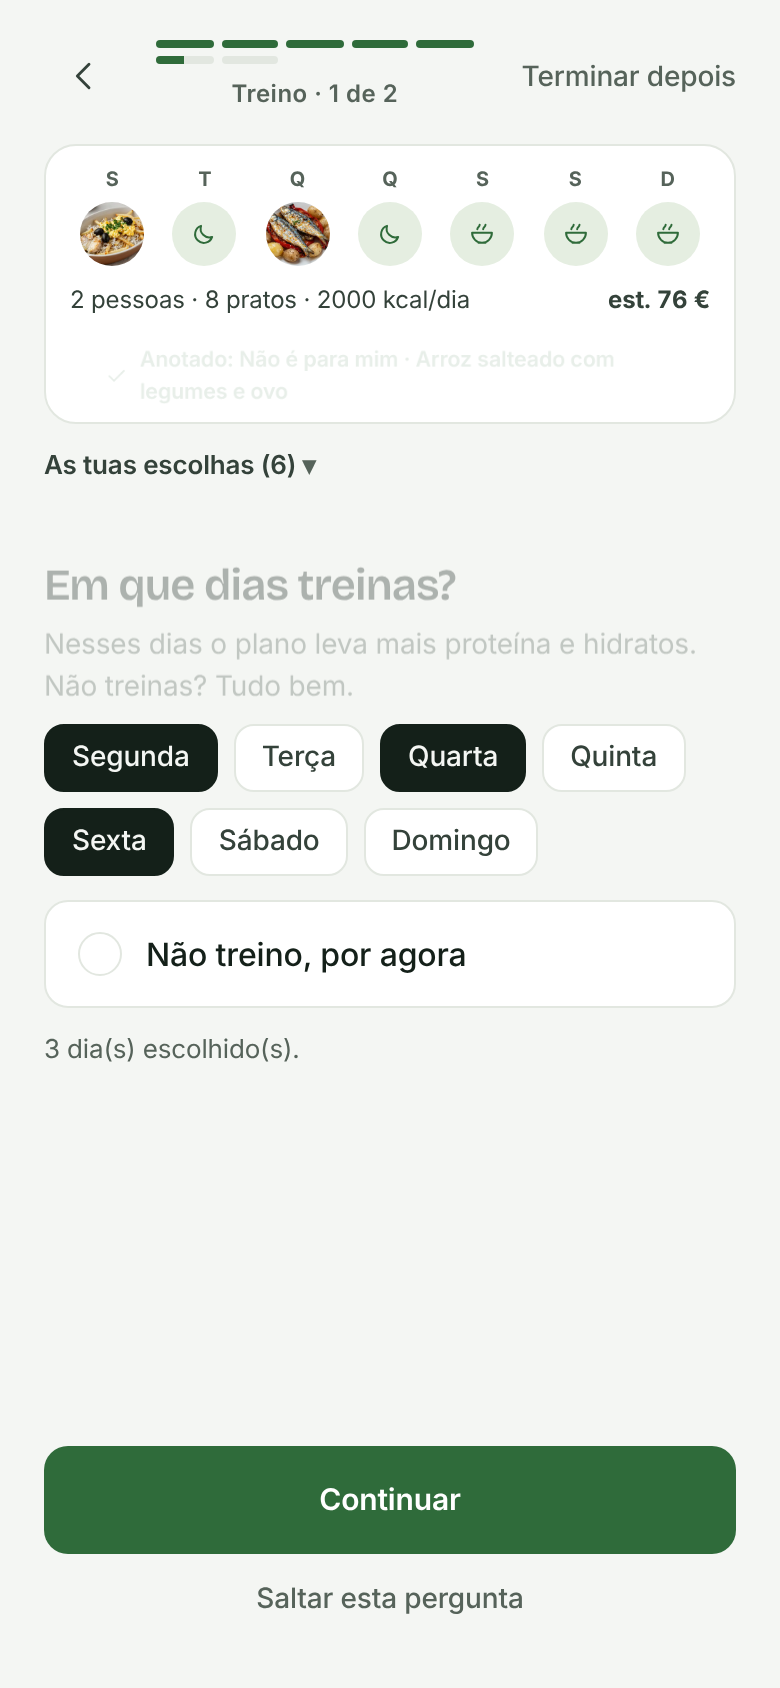 Treino · 1 de 2
Terminar depois
S T Q Q S S D
2 pessoas · 8 pratos · 2000 kcal/dia est. 76 €
Anotado: Não é para mim · Arroz salteado com
legumes e ovo
As tuas escolhas (6) ▾
Em que dias treinas?
Nesses dias o plano leva mais proteína e hidratos.
Não treinas? Tudo bem.
Segunda Terça Quarta Quinta
Sexta Sábado Domingo
Não treino, por agora
3 dia(s) escolhido(s).
Continuar
Saltar esta pergunta